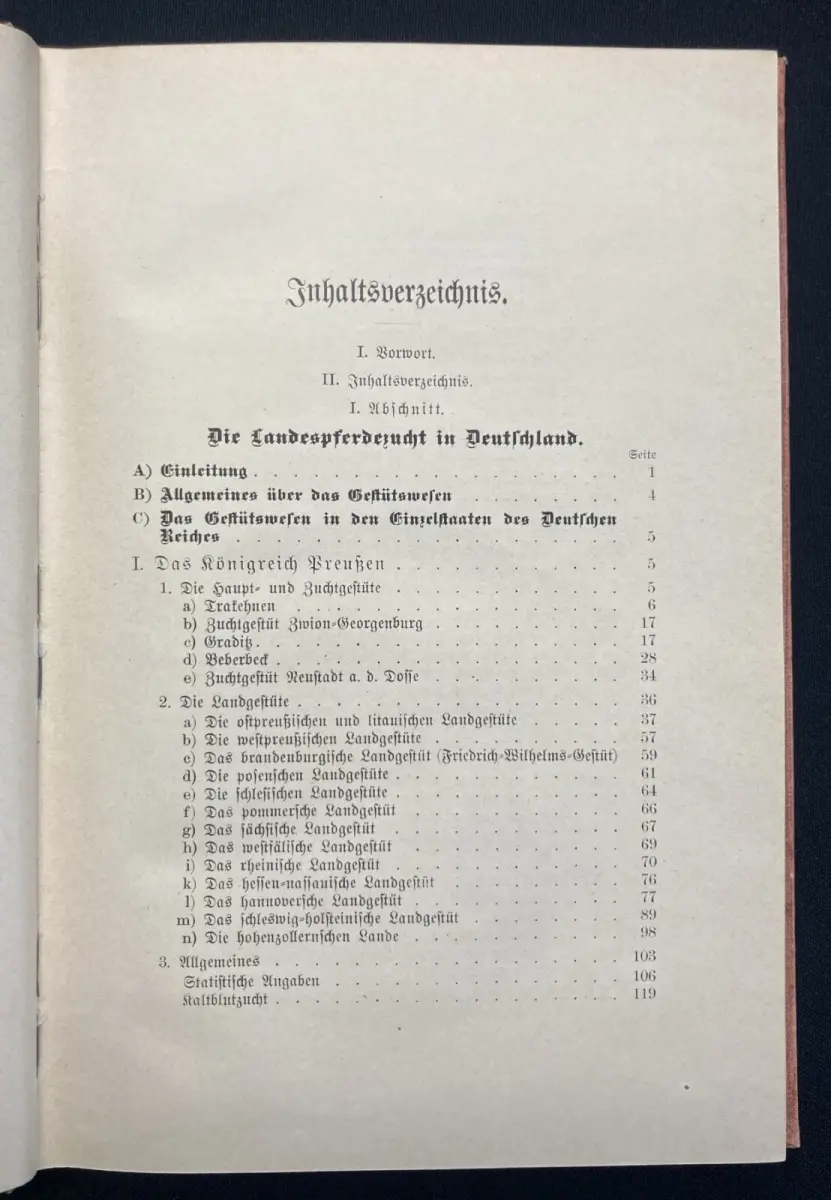 Inhaltsverzeichnis.
I. Vorwort.
II. Inhaltsverzeichnis.
I. Abschnitt.
Die Landespferdezucht in Deutschland.
Seite
A) Einleitung . . . . . . . . . . . . . . . . . 1
B) Allgemeines über das Gestütswesen . . . . . . . . 4
C) Das Gestütswesen in den Einzelstaaten des Deutschen
Reiches . . . . . . . . . . . . . . . . . . 5
I. Das Königreich Preußen . . . . . . . . . . . 5
1. Die Haupt- und Zuchtgestüte . . . . . . . . . . . 5
a) Trakehnen . . . . . . . . . . . . . . . 6
b) Zuchtgestüt Zwion-Georgenburg . . . . . . . . . 17
c) Graditz . . . . . . . . . . . . . . . . . 17
d) Beberbeck . . . . . . . . . . . . . . . . 28
e) Zuchtgestüt Neustadt a. d. Dosse . . . . . . . . . 34
2. Die Landgestüte . . . . . . . . . . . . . . . 36
a) Die ostpreußischen und litauischen Landgestüte . . . . . 37
b) Die westpreußischen Landgestüte . . . . . . . . . 57
c) Das brandenburgische Landgestüt (Friedrich-Wilhelms-Gestüt) 59
d) Die posenschen Landgestüte . . . . . . . . . . . 61
e) Die schlesischen Landgestüte . . . . . . . . . . . 64
f) Das pommersche Landgestüt . . . . . . . . . . 66
g) Das sächsische Landgestüt . . . . . . . . . . . 67
h) Das westfälische Landgestüt . . . . . . . . . . 69
i) Das rheinische Landgestüt . . . . . . . . . . . 70
k) Das hessen-nassauische Landgestüt . . . . . . . . 76
l) Das hannoversche Landgestüt . . . . . . . . . . 77
m) Das schleswig-holsteinische Landgestüt . . . . . . . 89
n) Die hohenzollernschen Lande . . . . . . . . . . 98
3. Allgemeines . . . . . . . . . . . . . . . . 103
Statistische Angaben . . . . . . . . . . . . . 106
Kaltblutzucht . . . . . . . . . . . . . . . . 119